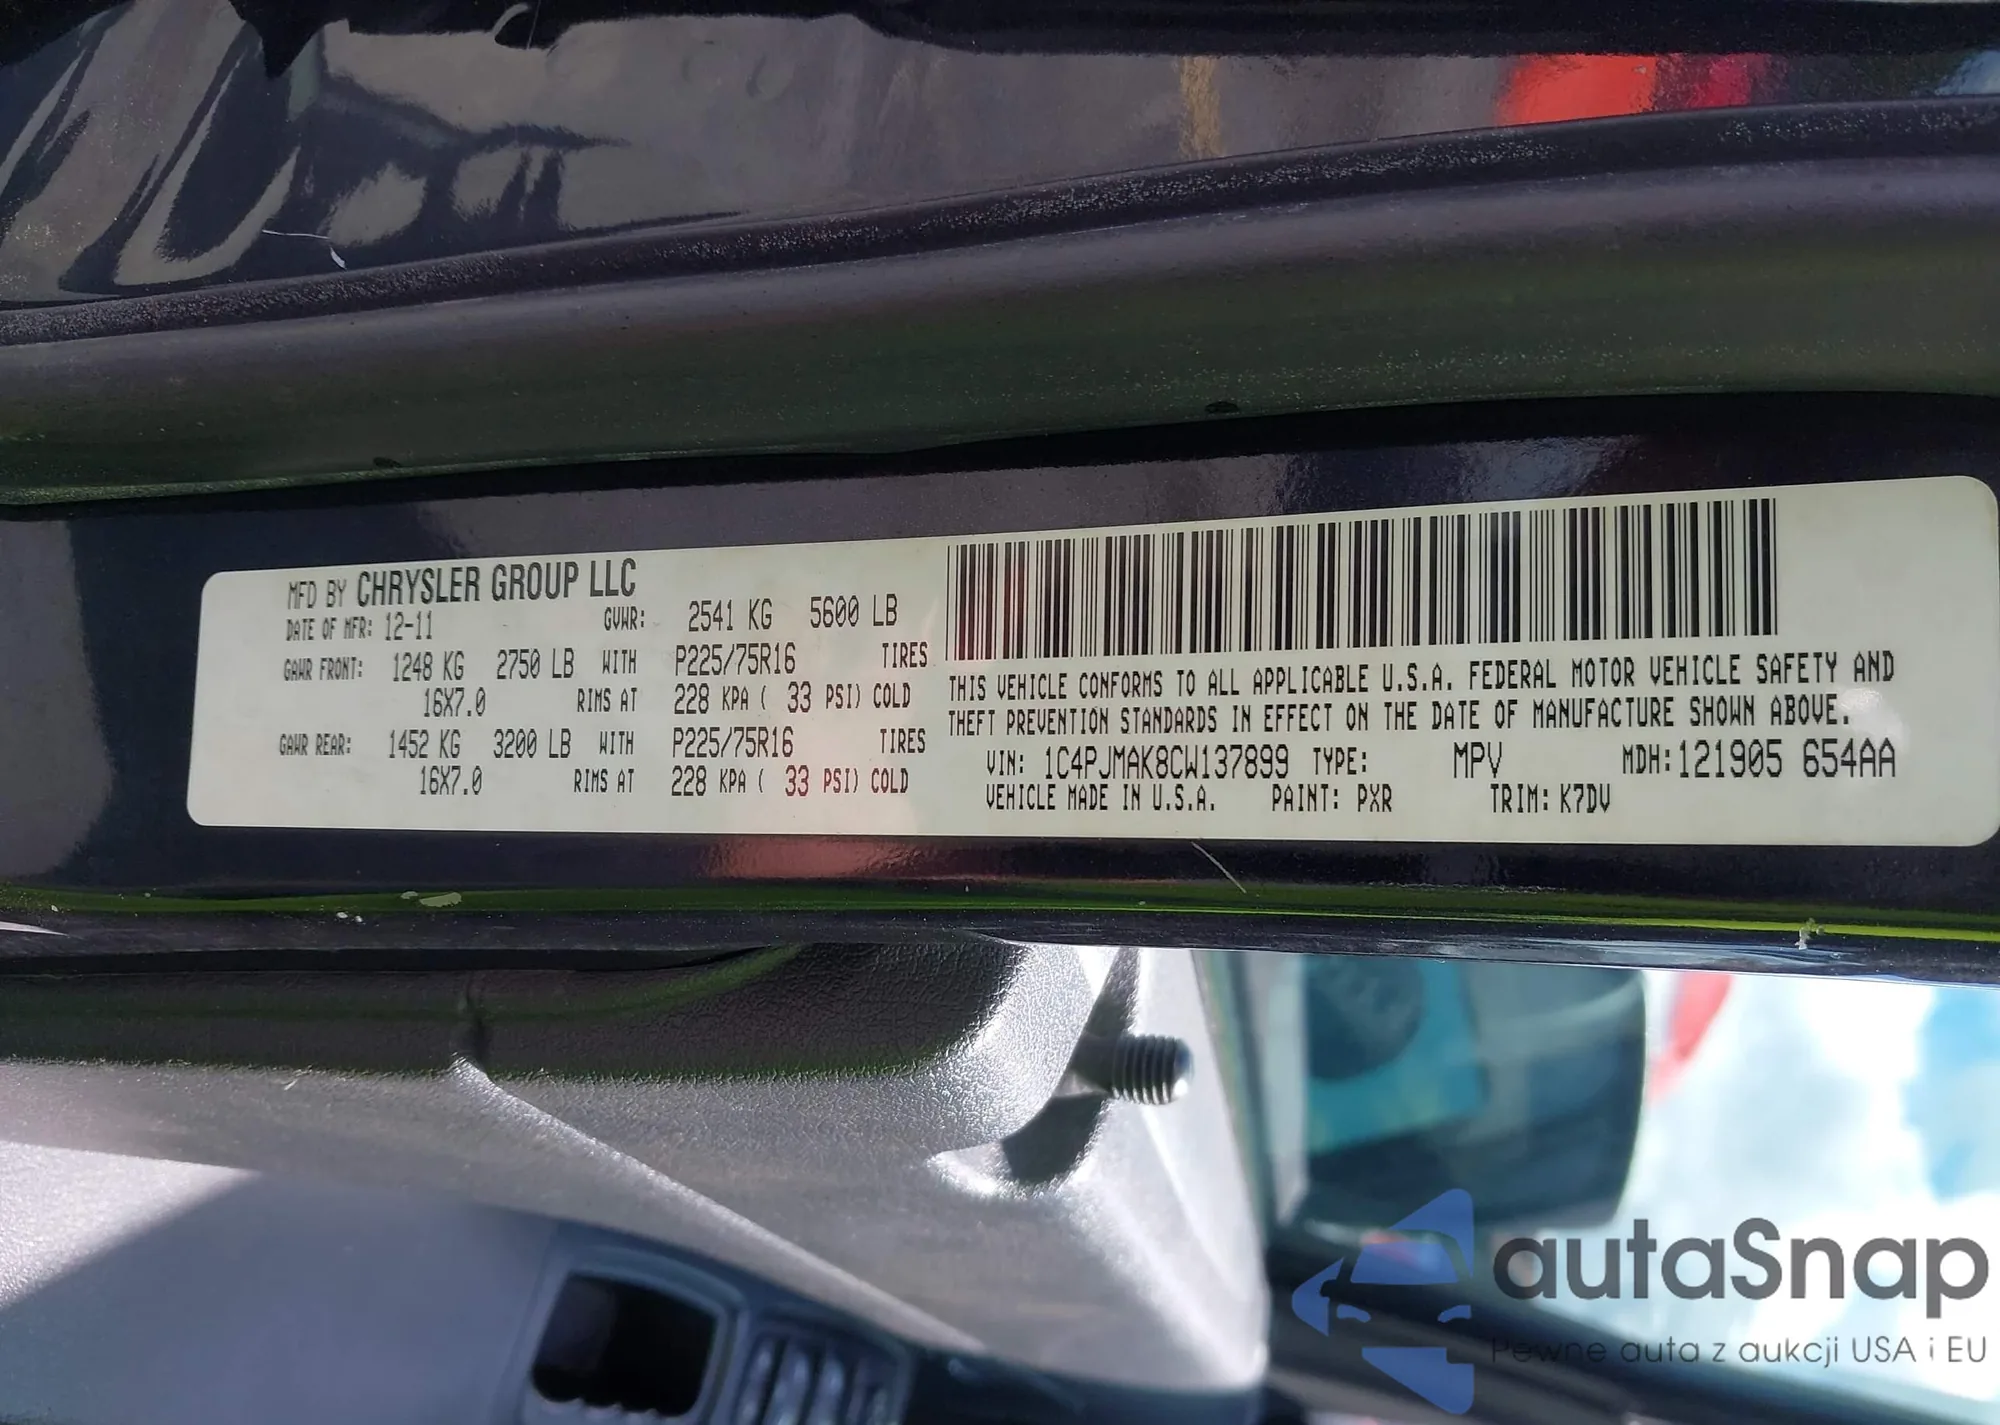 MFD BY CHRYSLER GROUP LLC
DATE OF MFR: 12-11 GVWR: 2541 KG 5600 LB
GAWR FRONT: 1248 KG 2750 LB WITH P225/75R16 TIRES
16X7.0 RIMS AT 228 KPA ( 33 PSI) COLD
GAWR REAR: 1452 KG 3200 LB WITH P225/75R16 TIRES
16X7.0 RIMS AT 228 KPA ( 33 PSI) COLD
THIS VEHICLE CONFORMS TO ALL APPLICABLE U.S.A. FEDERAL MOTOR VEHICLE SAFETY AND
THEFT PREVENTION STANDARDS IN EFFECT ON THE DATE OF MANUFACTURE SHOWN ABOVE.
VIN: 1C4PJMAK8CW137899 TYPE: MPV MDH:121905 654AA
VEHICLE MADE IN U.S.A. PAINT: PXR TRIM: K7DV
autaSnap
Pewne auta z aukcji USA i EU